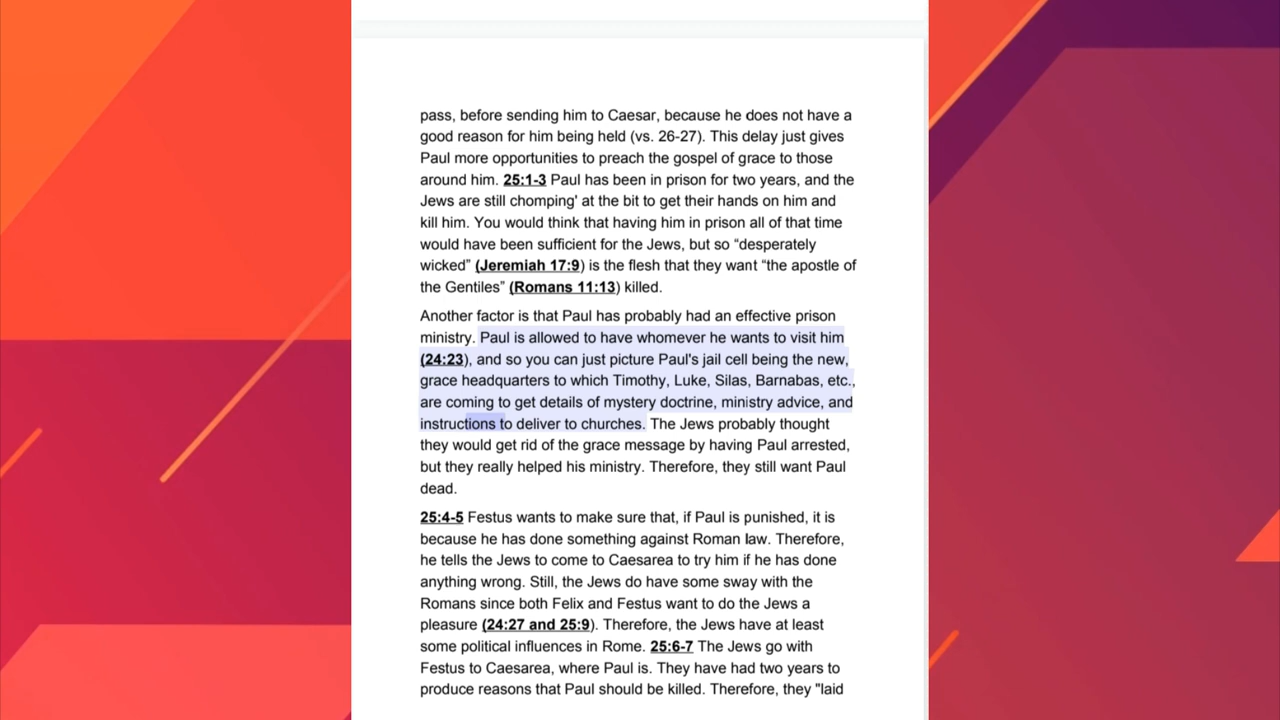 pass, before sending him to Caesar, because he does not have a
good reason for him being held (vs. 26-27). This delay just gives
Paul more opportunities to preach the gospel of grace to those
around him. 25:1-3 Paul has been in prison for two years, and the
Jews are still chomping' at the bit to get their hands on him and
kill him. You would think that having him in prison all of that time
would have been sufficient for the Jews, but so “desperately
wicked” (Jeremiah 17:9) is the flesh that they want “the apostle of
the Gentiles” (Romans 11:13) killed.
Another factor is that Paul has probably had an effective prison
ministry. Paul is allowed to have whomever he wants to visit him
(24:23), and so you can just picture Paul's jail cell being the new,
grace headquarters to which Timothy, Luke, Silas, Barnabas, etc.,
are coming to get details of mystery doctrine, ministry advice, and
instructions to deliver to churches. The Jews probably thought
they would get rid of the grace message by having Paul arrested,
but they really helped his ministry. Therefore, they still want Paul
dead.
25:4-5 Festus wants to make sure that, if Paul is punished, it is
because he has done something against Roman law. Therefore,
he tells the Jews to come to Caesarea to try him if he has done
anything wrong. Still, the Jews do have some sway with the
Romans since both Felix and Festus want to do the Jews a
pleasure (24:27 and 25:9). Therefore, the Jews have at least
some political influences in Rome. 25:6-7 The Jews go with
Festus to Caesarea, where Paul is. They have had two years to
produce reasons that Paul should be killed. Therefore, they "laid